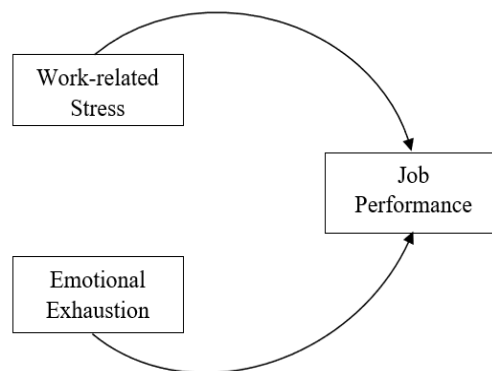 Work-related
Stress
Job
Performance
Emotional
Exhaustion